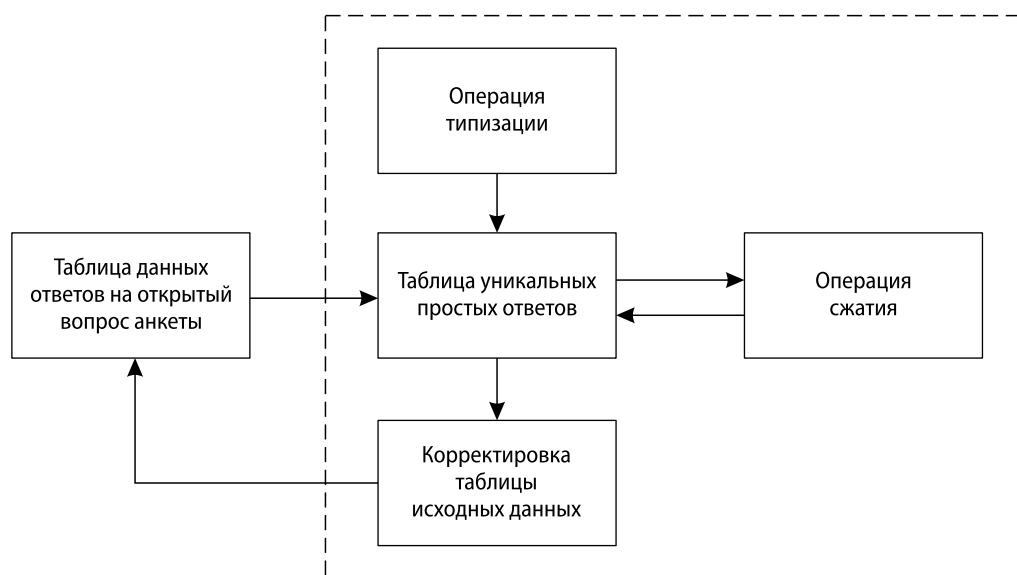 Операция
типизации
Таблица данных
ответов на открытый
вопрос анкеты
Таблица уникальных
простых ответов
Операция
сжатия
Корректировка
таблицы
исходных данных